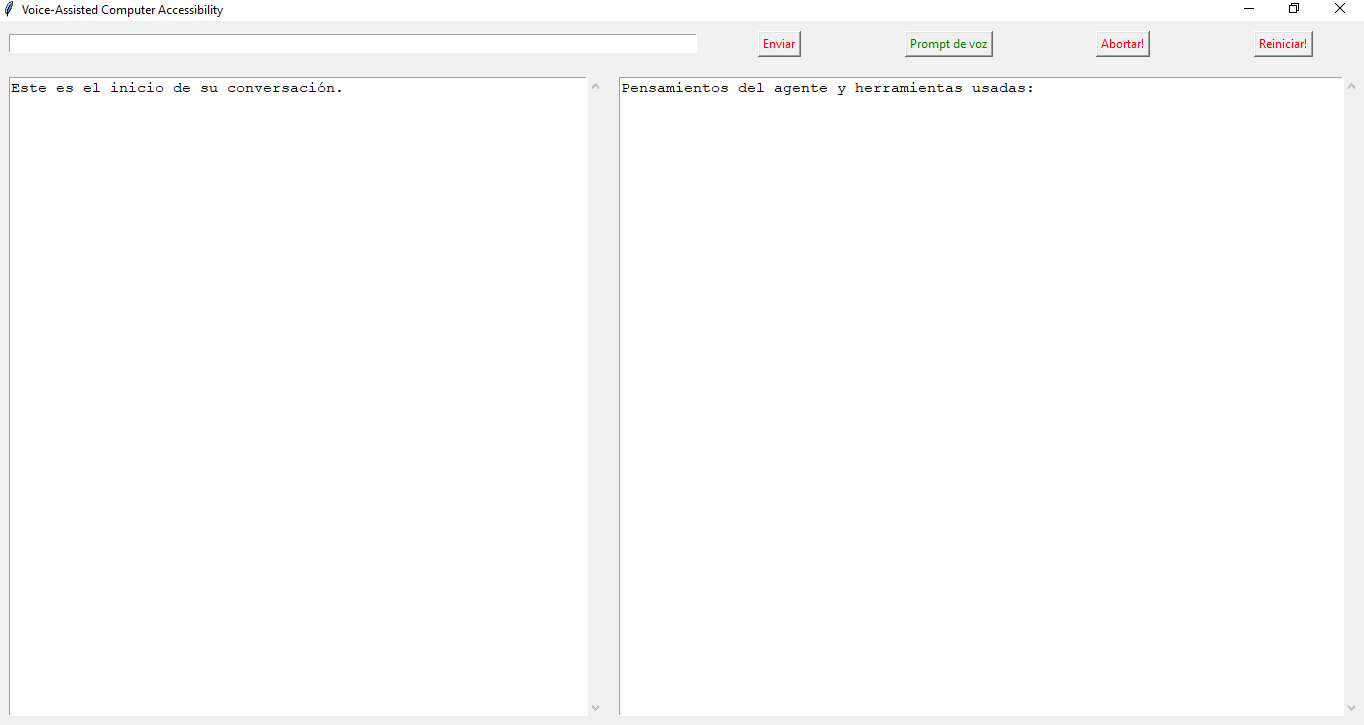 Voice-Assisted Computer Accessibility
Enviar
Prompt de voz
Abortar!
Reiniciar!
Este es el inicio de su conversación.
Pensamientos del agente y herramientas usadas: